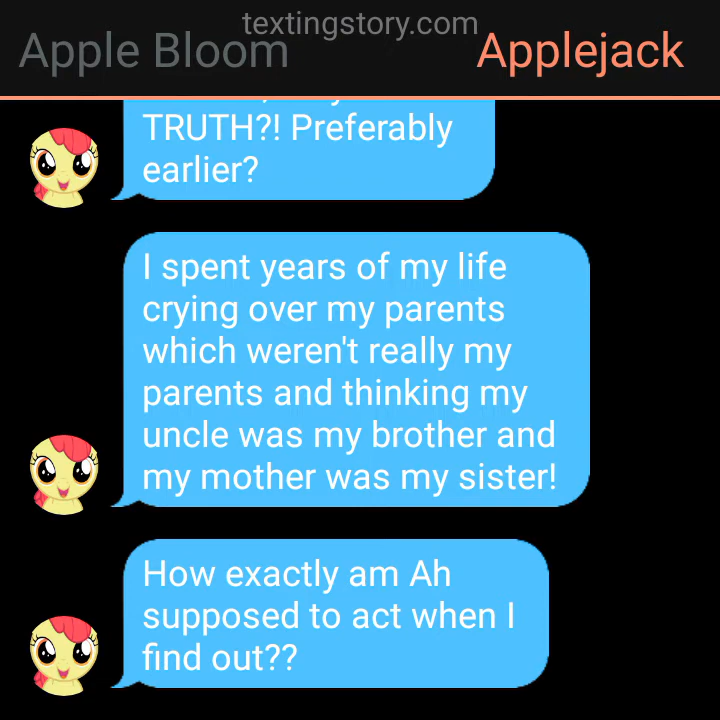 textingstory.com
Apple Bloom
Applejack
TRUTH?! Preferably
earlier?
I spent years of my life
crying over my parents
which weren't really my
parents and thinking my
uncle was my brother and
my mother was my sister!
How exactly am Ah
supposed to act when I
find out??